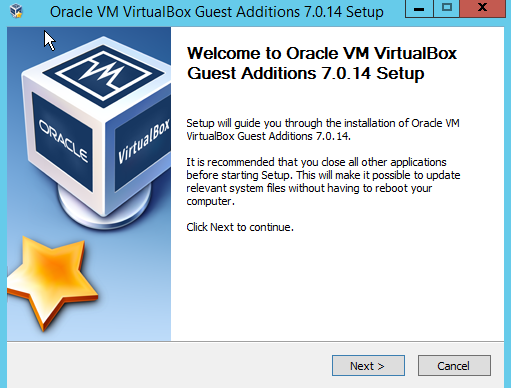 Oracle VM VirtualBox Guest Additions 7.0.14 Setup
Welcome to Oracle VM VirtualBox
Guest Additions 7.0.14 Setup
Setup will guide you through the installation of Oracle VM
VirtualBox Guest Additions 7.0.14.
It is recommended that you close all other applications
before starting Setup. This will make it possible to update
relevant system files without having to reboot your
computer.
Click Next to continue.
ORACLE
VirtualBox
Next >
Cancel